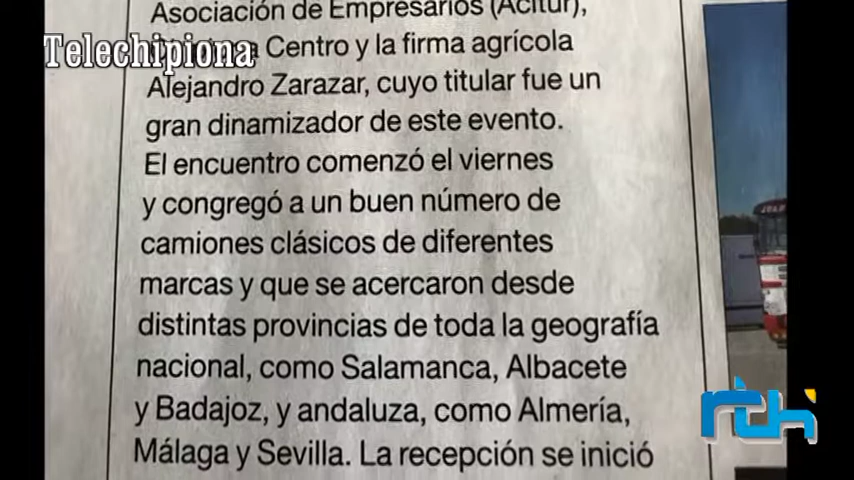 Asociación de Empresarios (Acitur),
Telechipiona
Centro y la firma agrícola
Alejandro Zarazar, cuyo titular fue un
gran dinamizador de este evento.
El encuentro comenzó el viernes
y congregó a un buen número de
camiones clásicos de diferentes
marcas y que se acercaron desde
distintas provincias de toda la geografía
nacional, como Salamanca, Albacete
y Badajoz, y andaluza, como Almería,
Málaga y Sevilla. La recepción se inició
rtch